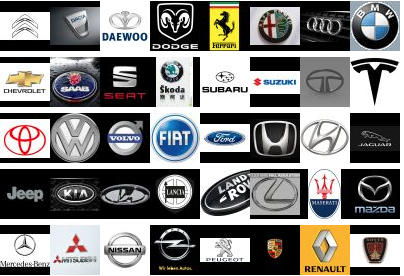 DACIA
DAEWOO
DODGE
Ferrari
BMW
CHEVROLET
SAAB
SEAT
Škoda
SUBARU
SUZUKI
VOLVO
FIAT
Ford
JAGUAR
Jeep
KIA
LANCIA
LAND-
ROVER
MASERATI
mazda
Mercedes-Benz
MITSUBISHI
NISSAN
Wir leben Autos.
PEUGEOT
RENAULT
ROVER